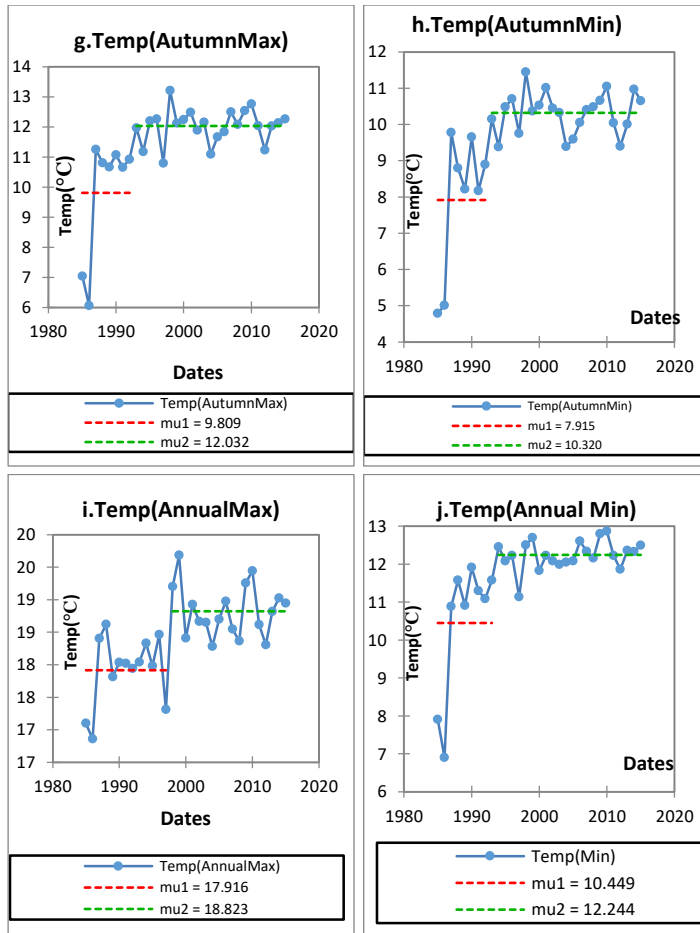 g.Temp(AutumnMax)
14
13
12
11
10
9
8
7
6
Temp(°C)
1980 1990 2000 2010 2020
Dates
Temp(AutumnMax)
mu1 = 9.809
mu2 = 12.032
h.Temp(AutumnMin)
12
11
10
9
8
7
6
5
4
Temp(°C)
Dates
1980 1990 2000 2010 2020
Temp(AutumnMin)
mu1 = 7.915
mu2 = 10.320
i.Temp(AnnualMax)
20
20
19
19
18
18
17
17
Temp(°C)
1980 1990 2000 2010 2020
Dates
Temp(AnnualMax)
mu1 = 17.916
mu2 = 18.823
j.Temp(Annual Min)
13
12
11
10
9
8
7
6
Temp(°C)
Dates
1980 1990 2000 2010 2020
Temp(Min)
mu1 = 10.449
mu2 = 12.244